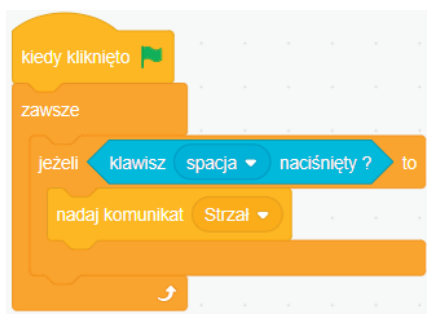 kiedy kliknięto
zawsze
jeżeli klawisz spacja naciśnięty ? to
nadaj komunikat Strzał